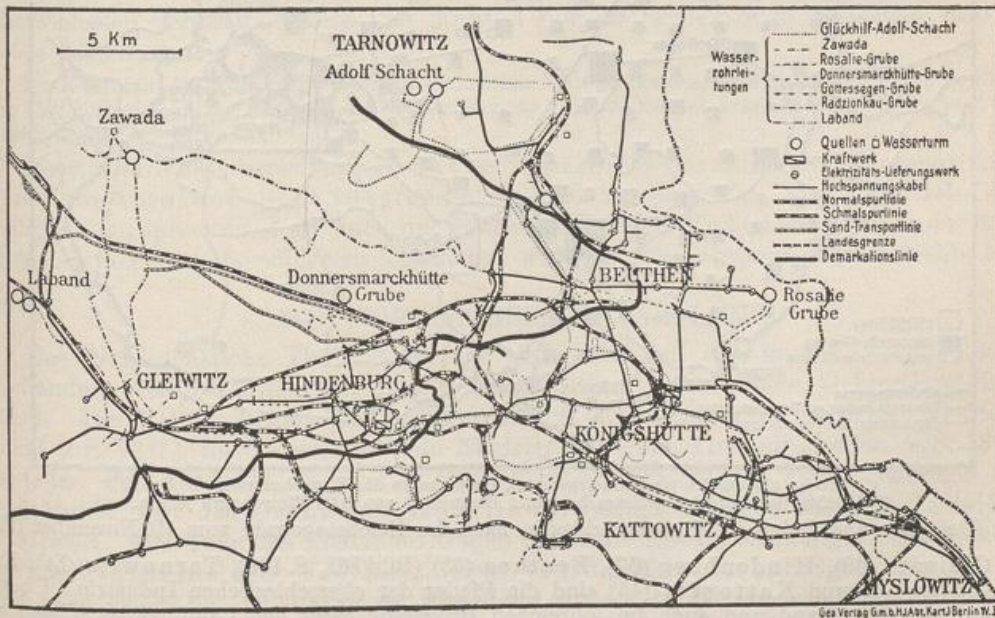 5 Km
TARNOWITZ
Adolf Schacht
Zawada
Laband
Donnersmarckhütte
Grube
BEUTHEN
Rosalie
Grube
GLEIWITZ
HINDENBURG
KÖNIGSHÜTTE
KATTOWITZ
MYSLOWITZ
Wasser-
rohrlei-
tungen
Glückhilf-Adolf-Schacht
Zawada
Rosalie-Grube
Donnersmarckhütte-Grube
Gottessegen-Grube
Radzionkau-Grube
Laband
Quellen Wasserturm
Kraftwerk
Elektrizitäts-Lieferungswerk
Hochspannungskabel
Normalspurlinie
Schmalspurlinie
Sand-Transportlinie
Landesgrenze
Demarkationslinie
Gea Verlag G.m.b.H. Abt. Kart. Berlin W.